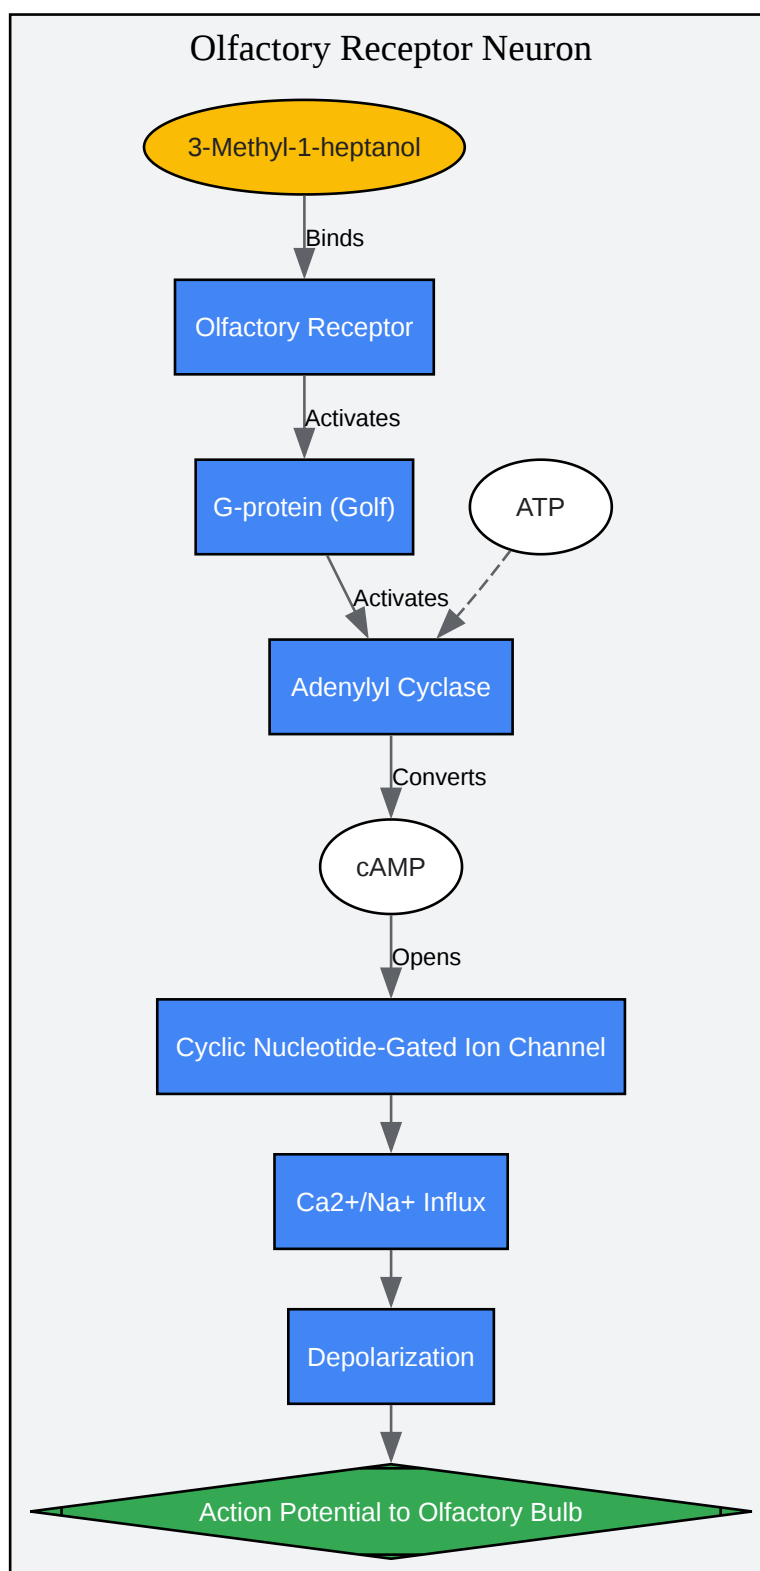 Olfactory Receptor Neuron
3-Methyl-1-heptanol
Binds
Olfactory Receptor
Activates
G-protein (Golf)
ATP
Activates
Adenylyl Cyclase
Converts
cAMP
Opens
Cyclic Nucleotide-Gated Ion Channel
Ca2+/Na+ Influx
Depolarization
Action Potential to Olfactory Bulb